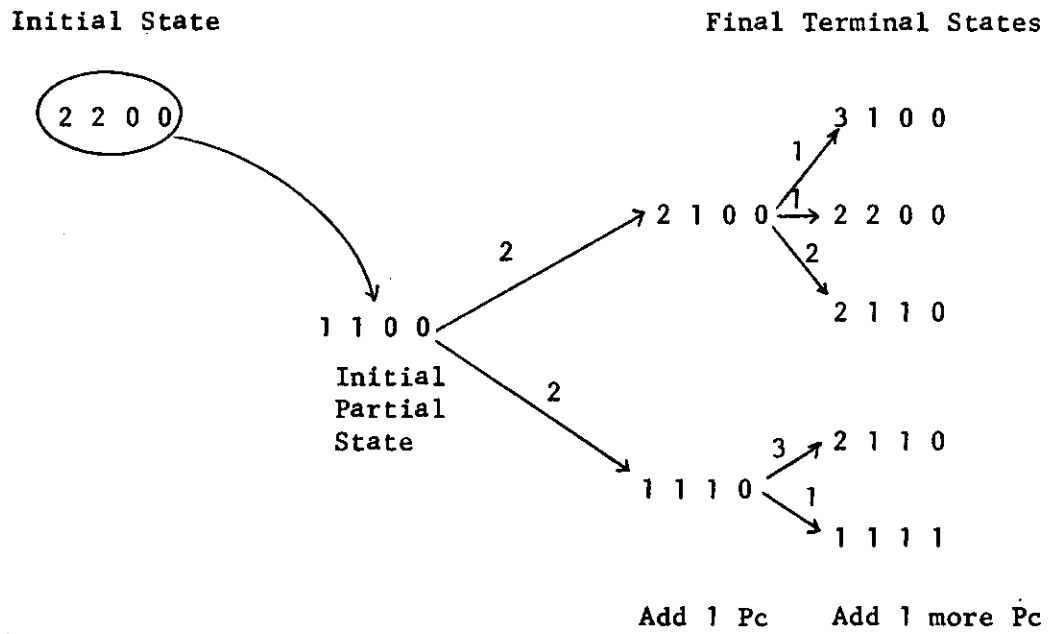 Initial State
Final Terminal States
2 2 0 0
3 1 0 0
1
1
2 1 0 0
2 2 0 0
2
2
2 1 1 0
1 1 0 0
Initial
Partial
State
2
2 1 1 0
3
1 1 1 0
1
1 1 1 1
Add 1 Pc
Add 1 more Pc